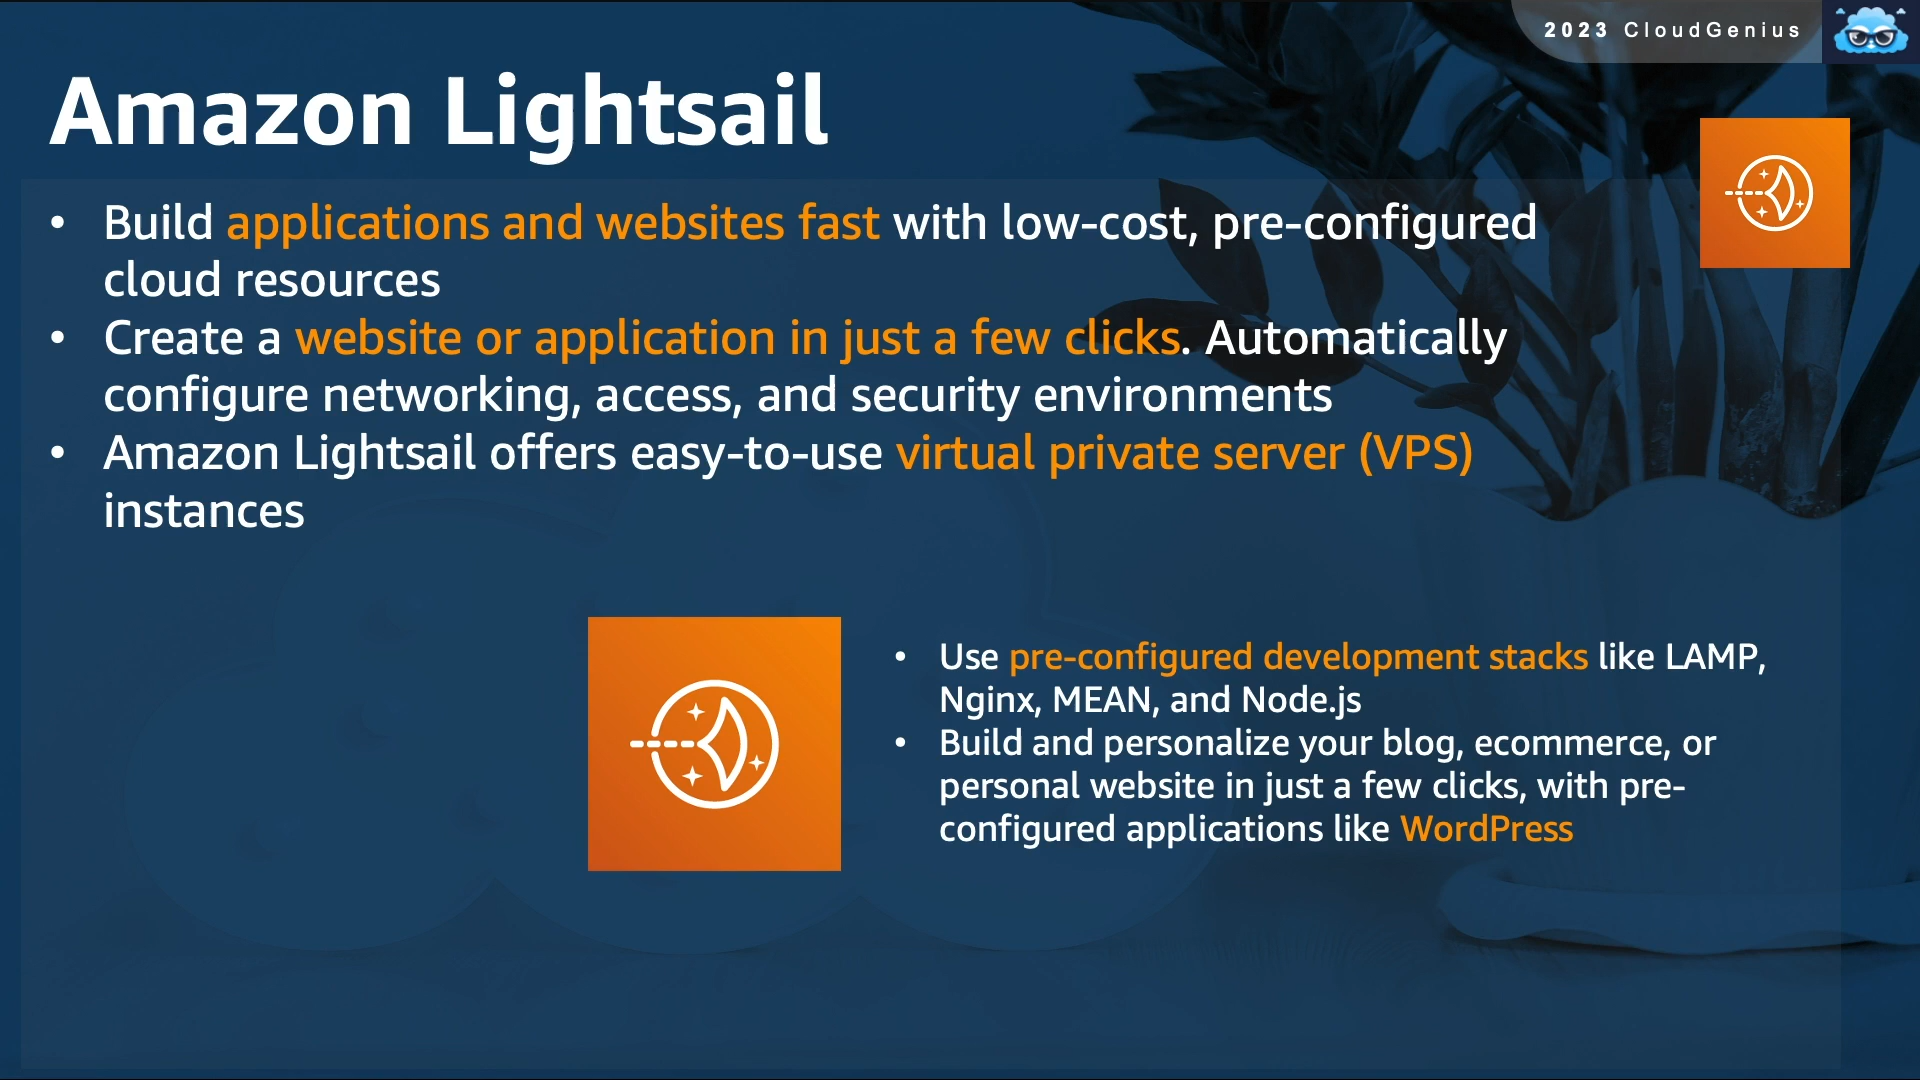 2023 CloudGenius
Amazon Lightsail
• Build applications and websites fast with low-cost, pre-configured
cloud resources
• Create a website or application in just a few clicks. Automatically
configure networking, access, and security environments
• Amazon Lightsail offers easy-to-use virtual private server (VPS)
instances
• Use pre-configured development stacks like LAMP,
Nginx, MEAN, and Node.js
• Build and personalize your blog, ecommerce, or
personal website in just a few clicks, with pre-
configured applications like WordPress